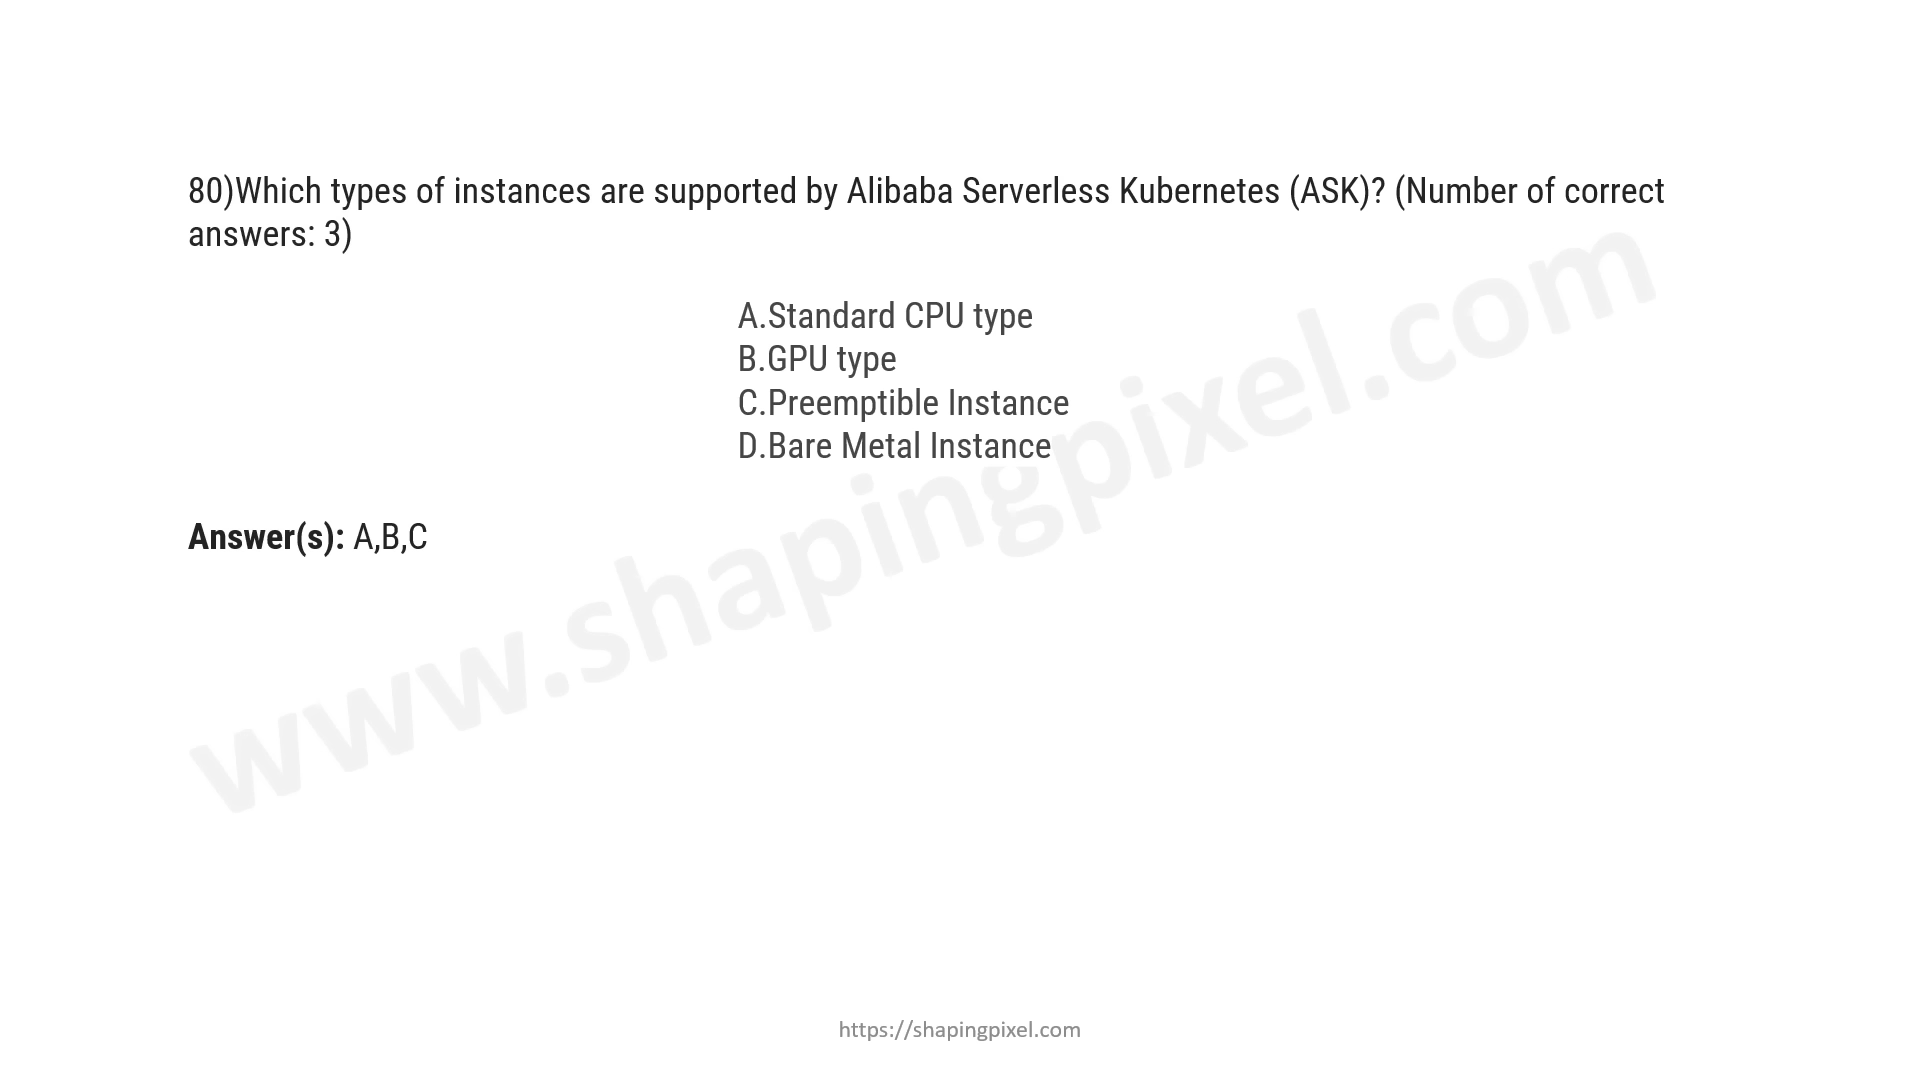 80)Which types of instances are supported by Alibaba Serverless Kubernetes (ASK)? (Number of correct
answers: 3)
A.Standard CPU type
B.GPU type
C.Preemptible Instance
D.Bare Metal Instance
Answer(s): A,B,C
www.shapingpixel.com
https://shapingpixel.com